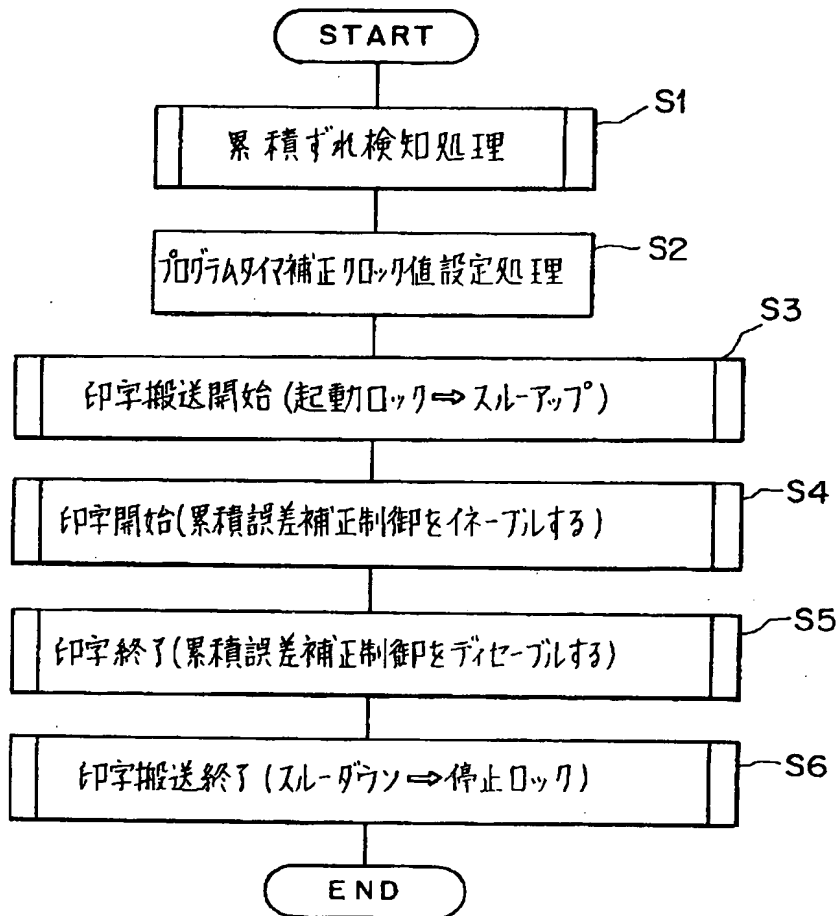 START
S1
累積ずれ検知処理
S2
プログラムタイマ補正クロック値設定処理
S3
印字搬送開始(起動ロック⇒スルーアップ)
S4
印字開始(累積誤差補正制御をイネーブルする)
S5
印字終了(累積誤差補正制御をディセーブルする)
S6
印字搬送終了(スルーダウン⇒停止ロック)
END